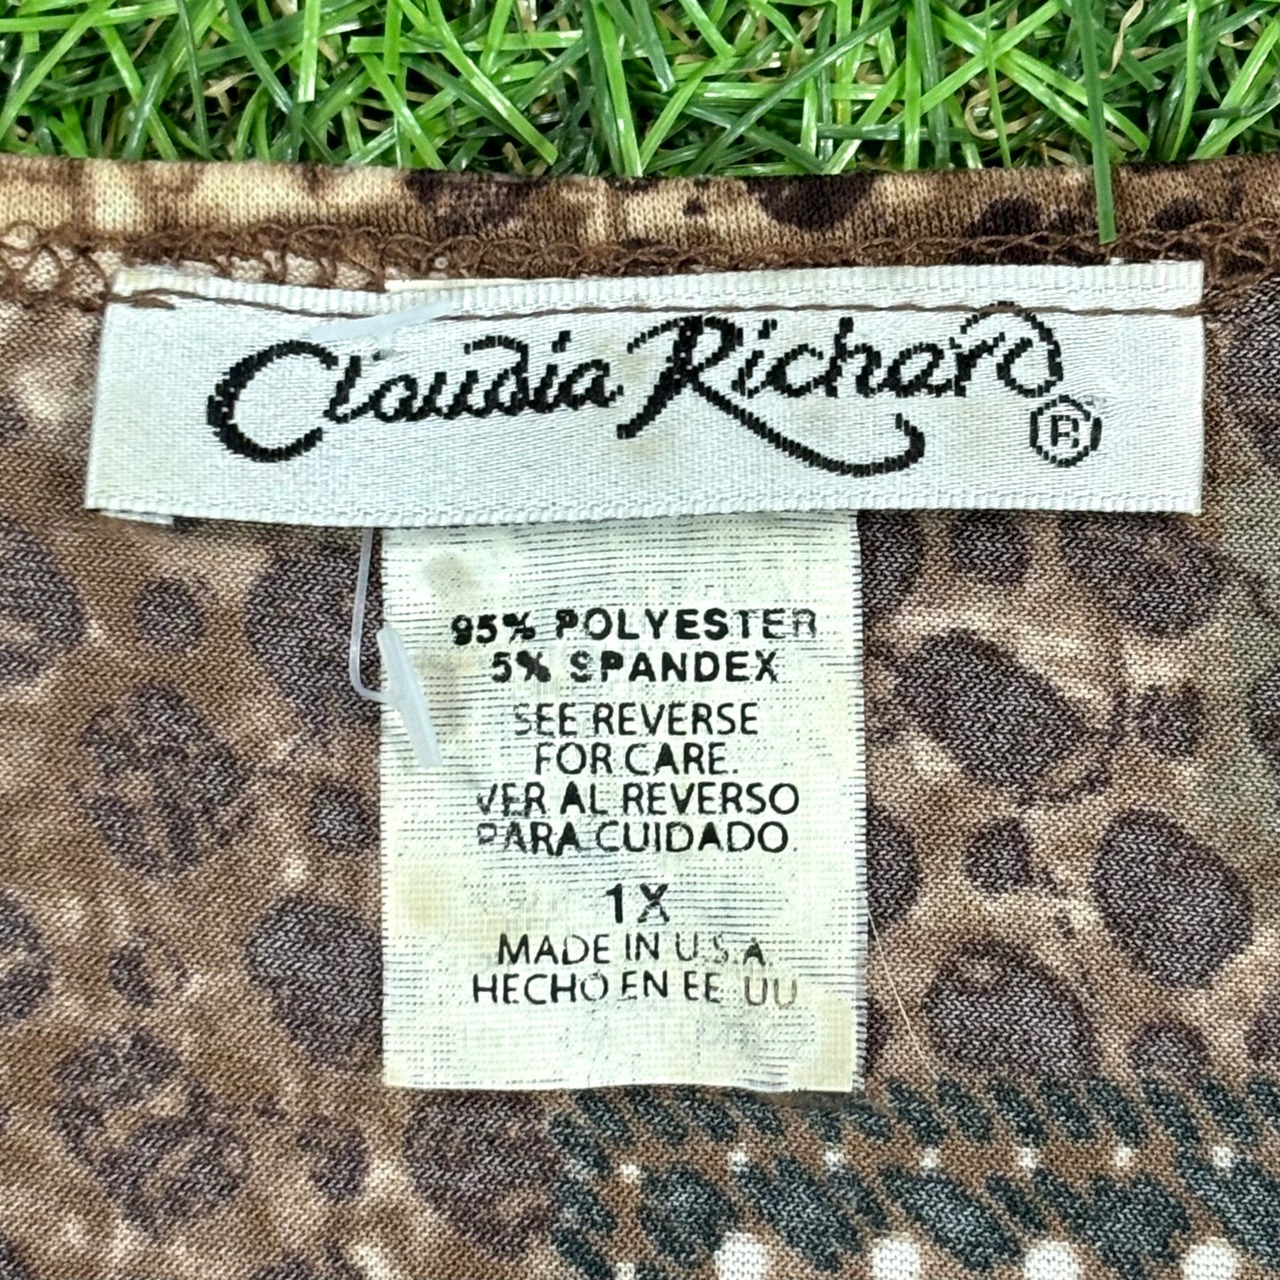 Claudia Richard ®
95% POLYESTER
5% SPANDEX
SEE REVERSE
FOR CARE.
VER AL REVERSO
PARA CUIDADO.
1X
MADE IN U.S.A.
HECHO EN EE UU